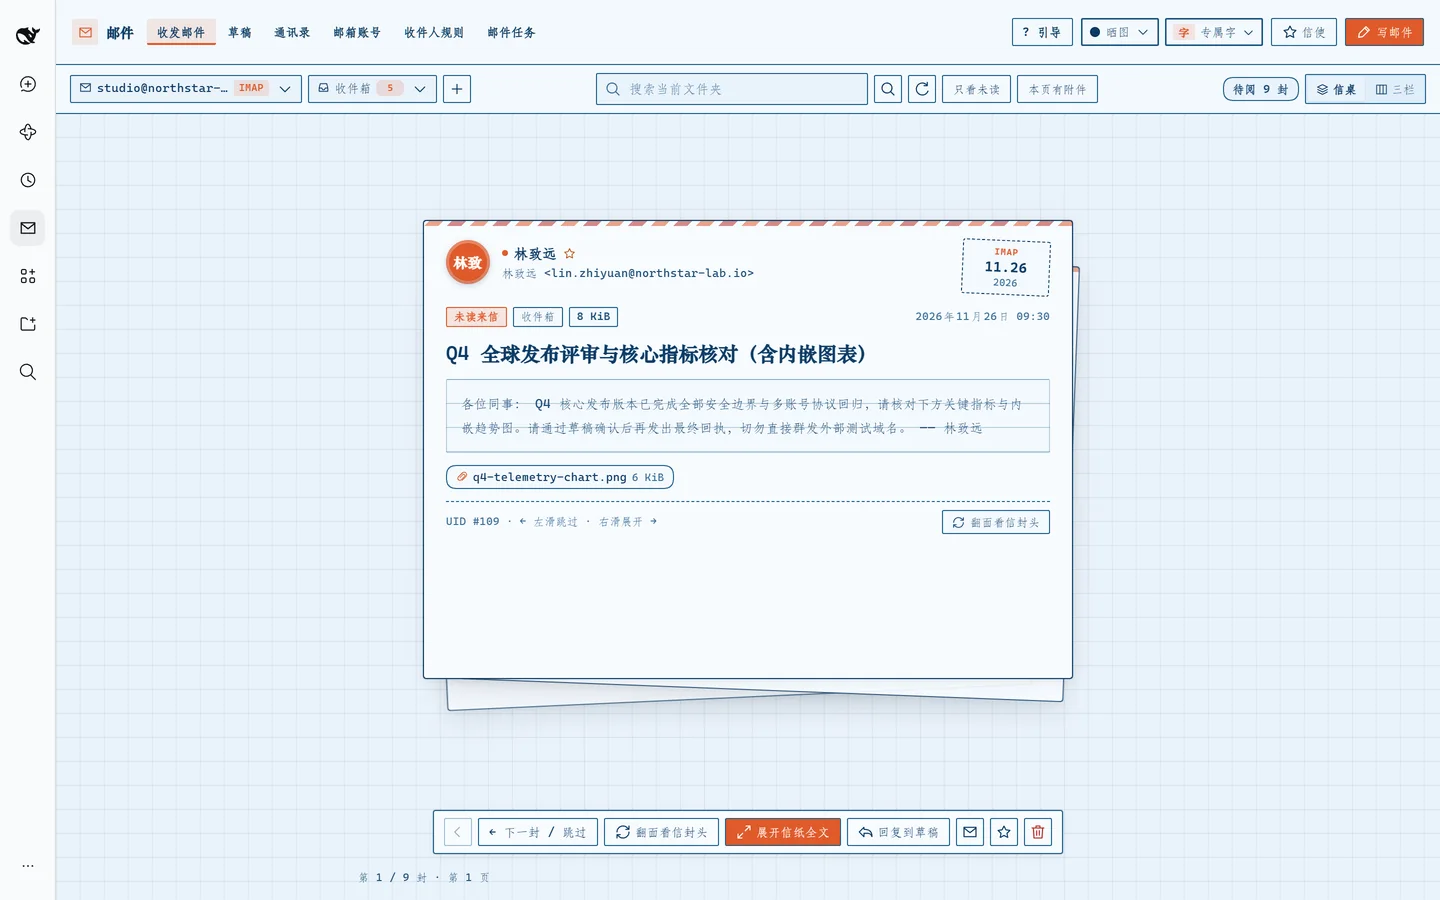 邮件 收发邮件 草稿 通讯录 邮箱账号 收件人规则 邮件任务 ? 引导 晒图 字 专属字 信使 写邮件
studio@northstar-… IMAP 收件箱 5 搜索当前文件夹 只看未读 本页有附件 待阅 9 封 信桌 三栏
林致 林致远
林致远 <lin.zhiyuan@northstar-lab.io>
IMAP
11.26
2026
未读来信 收件箱 8 KiB 2026年11月26日 09:30
Q4 全球发布评审与核心指标核对（含内嵌图表）
各位同事： Q4 核心发布版本已完成全部安全边界与多账号协议回归，请核对下方关键指标与内
嵌趋势图。请通过草稿确认后再发出最终回执，切勿直接群发外部测试域名。 —— 林致远
q4-telemetry-chart.png 6 KiB
UID #109 · ← 左滑跳过 · 右滑展开 → 翻面看信封头
← 下一封 / 跳过 翻面看信封头 展开信纸全文 回复到草稿
第 1 / 9 封 · 第 1 页